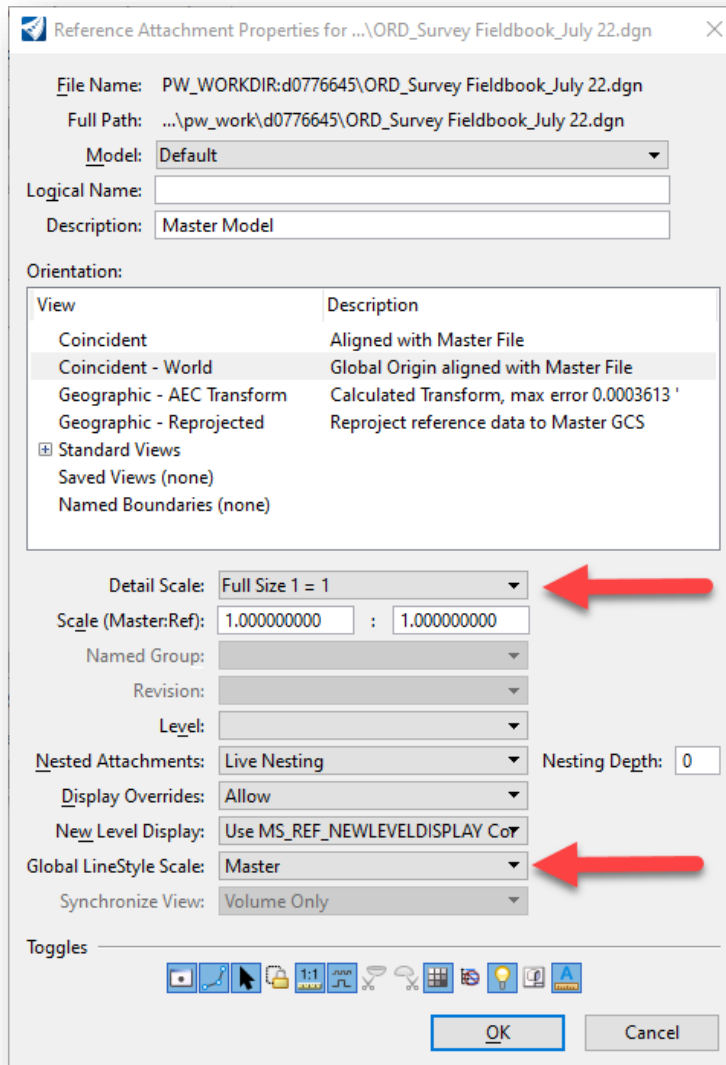 Reference Attachment Properties for ...\ORD_Survey Fieldbook_July 22.dgn
File Name: PW_WORKDIR:d0776645\ORD_Survey Fieldbook_July 22.dgn
Full Path: ...\pw_work\d0776645\ORD_Survey Fieldbook_July 22.dgn
Model: Default
Logical Name:
Description: Master Model
Orientation:
View Description
Coincident Aligned with Master File
Coincident - World Global Origin aligned with Master File
Geographic - AEC Transform Calculated Transform, max error 0.0003613 '
Geographic - Reprojected Reproject reference data to Master GCS
Standard Views
Saved Views (none)
Named Boundaries (none)
Detail Scale: Full Size 1 = 1
Scale (Master:Ref): 1.000000000 : 1.000000000
Named Group:
Revision:
Level:
Nested Attachments: Live Nesting Nesting Depth: 0
Display Overrides: Allow
New Level Display: Use MS_REF_NEWLEVELDISPLAY Cor
Global LineStyle Scale: Master
Synchronize View: Volume Only
Toggles
1:1 A
OK Cancel